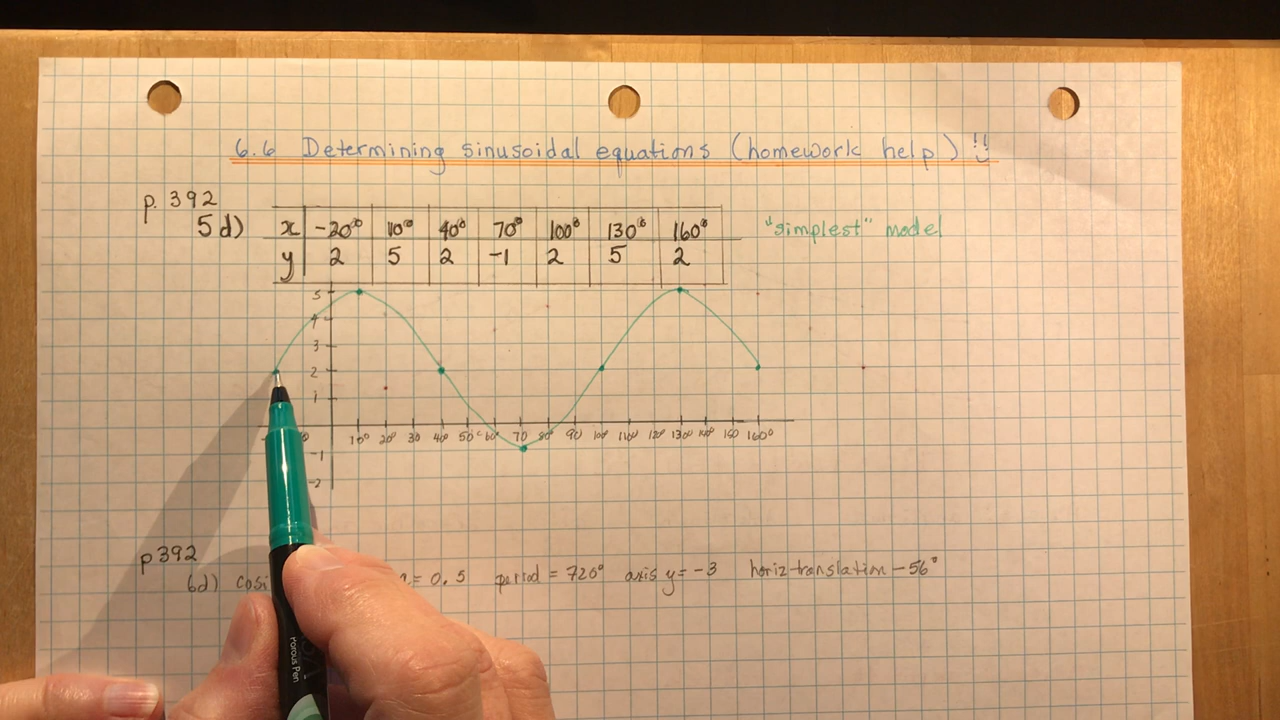 6.6 Determining sinusoidal equations (homework help) !!
p. 392
5d) x -20° 10° 40° 70° 100° 130° 160° "simplest" model
y 2 5 2 -1 2 5 2
5
4
3
2
1
10° 20° 30 40° 50° 60° 70 80° 90 100° 110° 120° 130° 140° 150 160°
-1
-2
p 392
6d) = 0.5 period = 720° axis y = -3 horiz translation -56°
Porous Pen